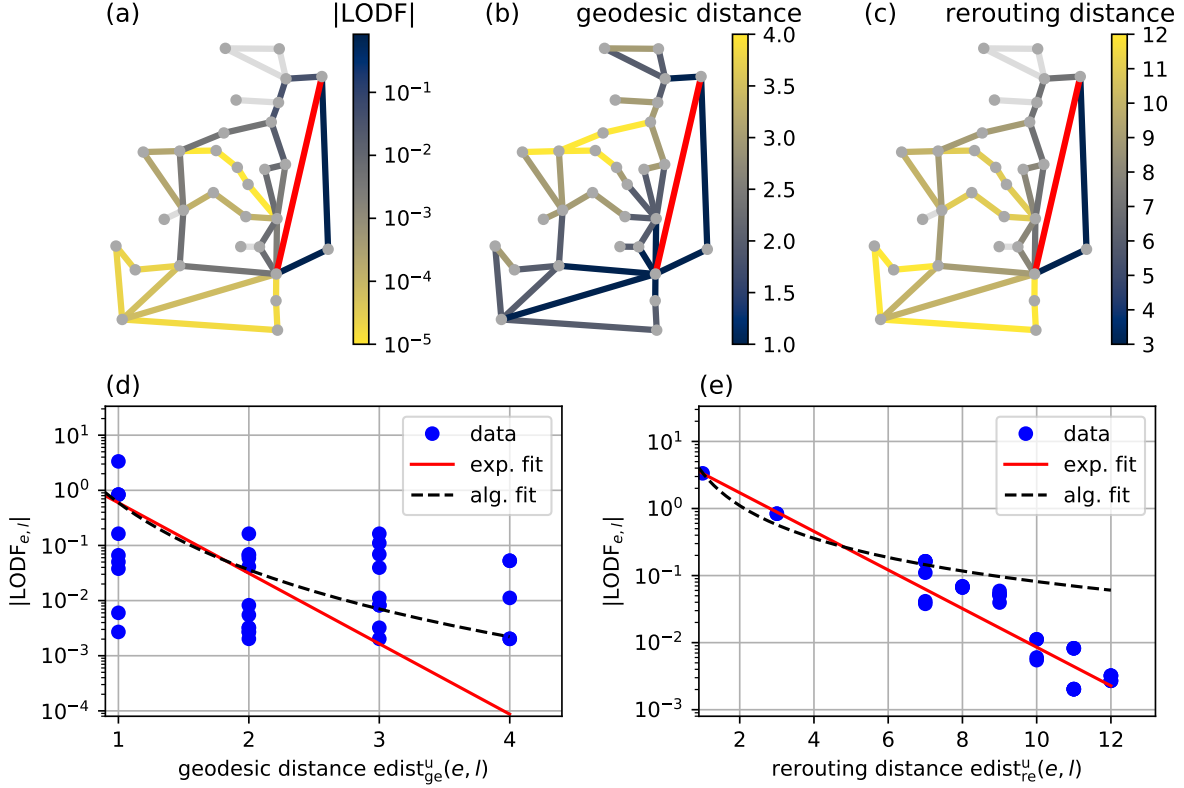 (a) |LODF| (b) geodesic distance (c) rerouting distance
10⁻¹
10⁻²
10⁻³
10⁻⁴
10⁻⁵
4.0
3.5
3.0
2.5
2.0
1.5
1.0
12
11
10
9
8
7
6
5
4
3
(d)
|LODF_{e,l}|
10¹
10⁰
10⁻¹
10⁻²
10⁻³
10⁻⁴
data
exp. fit
alg. fit
1 2 3 4
geodesic distance edist_{ge}^{u}(e, l)
(e)
|LODF_{e,l}|
10¹
10⁰
10⁻¹
10⁻²
10⁻³
data
exp. fit
alg. fit
2 4 6 8 10 12
rerouting distance edist_{re}^{u}(e, l)